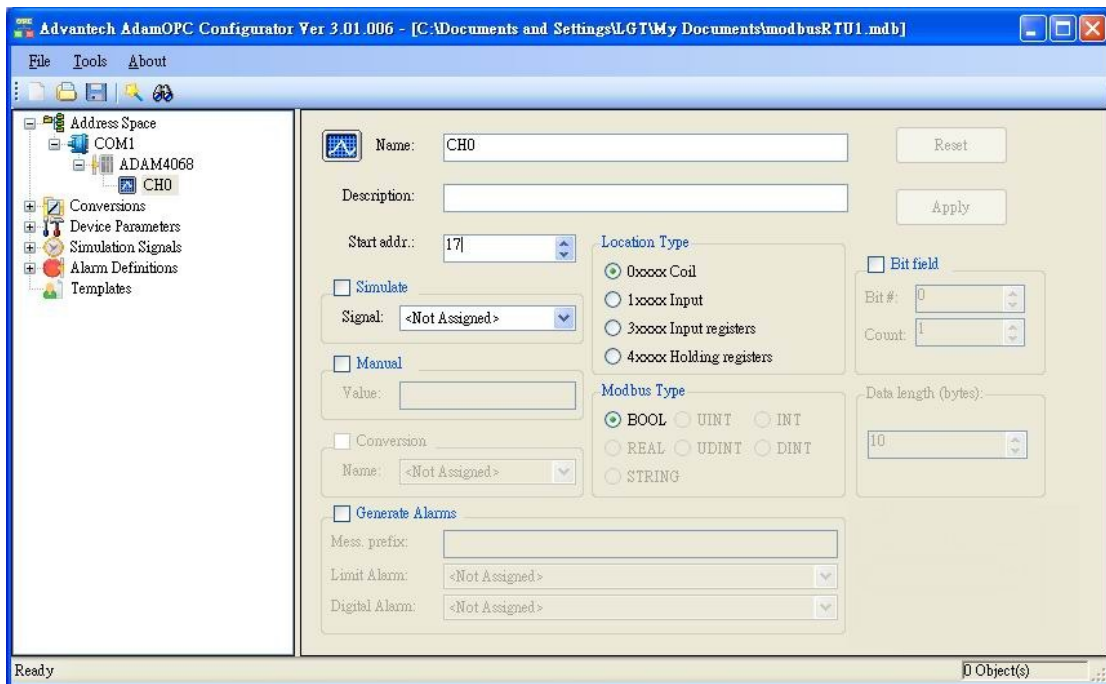 Advantech AdamOPC Configurator Ver 3.01.006 - [C:\Documents and Settings\LGT\My Documents\modbusRTU1.mdb]
File Tools About
Address Space
COM1
ADAM4068
CH0
Conversions
Device Parameters
Simulation Signals
Alarm Definitions
Templates
Name: CH0
Reset
Description:
Apply
Start addr.: 17
Location Type
0xxxx Coil
1xxxx Input
3xxxx Input registers
4xxxx Holding registers
Bit field
Bit #: 0
Count: 1
Simulate
Signal: <Not Assigned>
Manual
Value:
Modbus Type
BOOL UINT INT
REAL UDINT DINT
STRING
Data length (bytes):
10
Conversion
Name: <Not Assigned>
Generate Alarms
Mess. prefix:
Limit Alarm: <Not Assigned>
Digital Alarm: <Not Assigned>
Ready
0 Object(s)